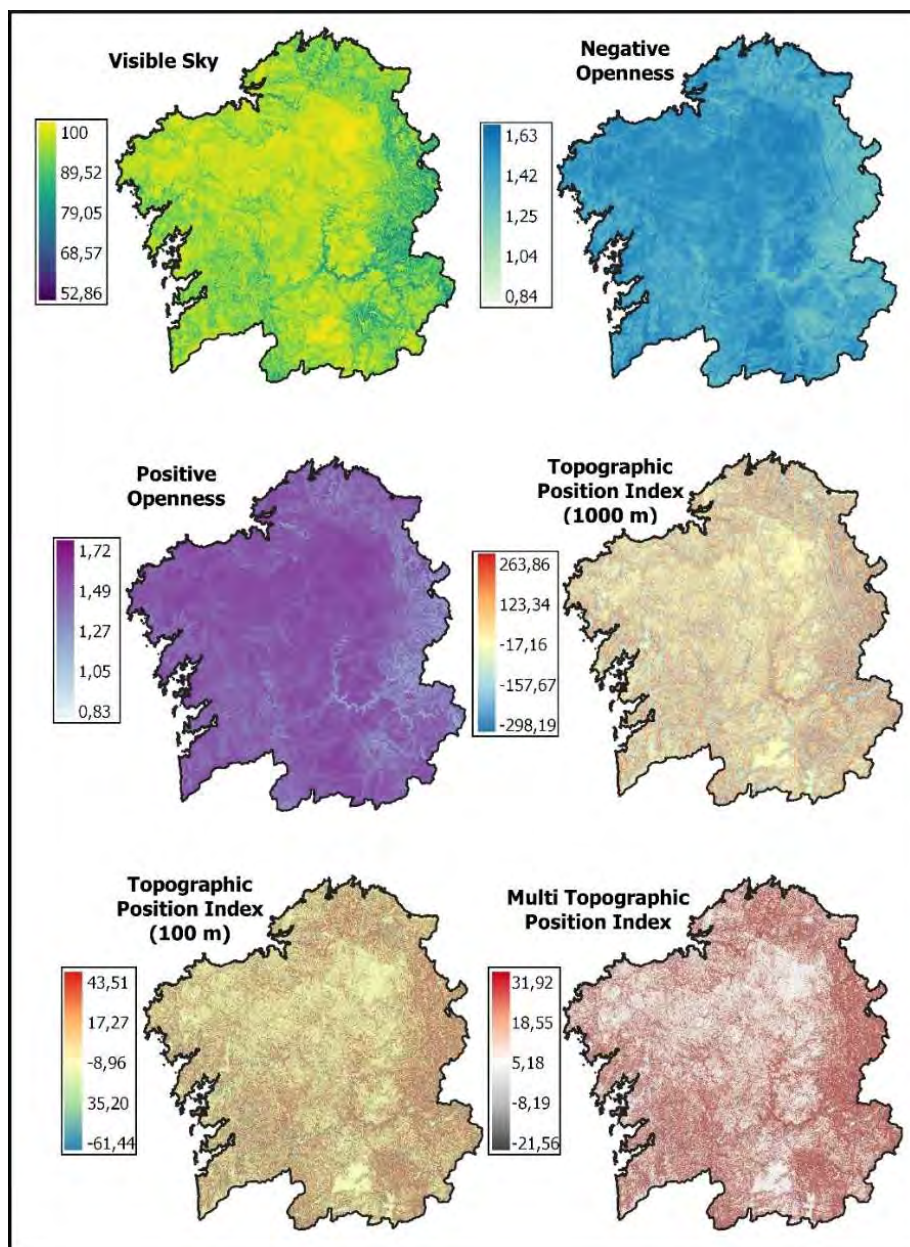 Visible Sky
100
89,52
79,05
68,57
52,86
Negative
Openness
1,63
1,42
1,25
1,04
0,84
Positive
Openness
1,72
1,49
1,27
1,05
0,83
Topographic
Position Index
(1000 m)
263,86
123,34
-17,16
-157,67
-298,19
Topographic
Position Index
(100 m)
43,51
17,27
-8,96
35,20
-61,44
Multi Topographic
Position Index
31,92
18,55
5,18
-8,19
-21,56